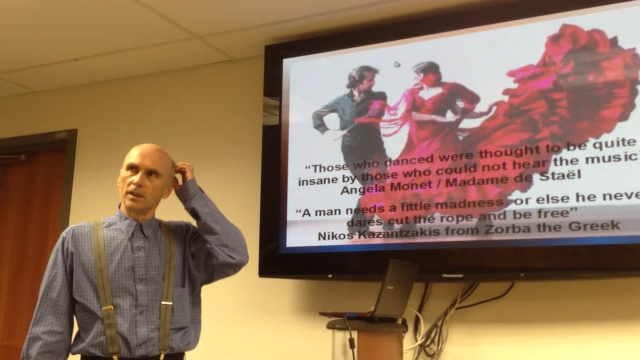 “Those who danced were thought to be quite
insane by those who could not hear the music”
Angela Monet / Madame de Staël
“A man needs a little madness, or else he never
dares cut the rope and be free”
Nikos Kazantzakis from Zorba the Greek
Panasonic